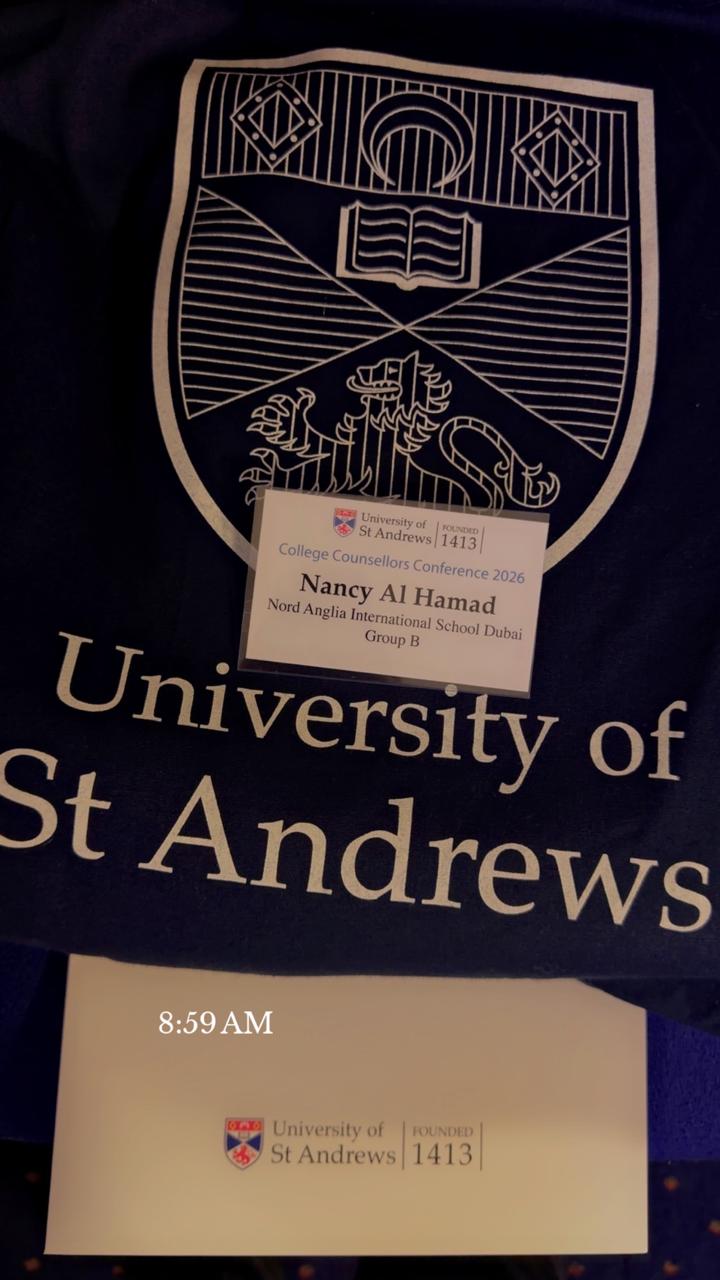 University of
St Andrews
FOUNDED
1413
College Counsellors Conference 2026
Nancy Al Hamad
Nord Anglia International School Dubai
Group B
University of
St Andrews
8:59 AM
University of
St Andrews
FOUNDED
1413